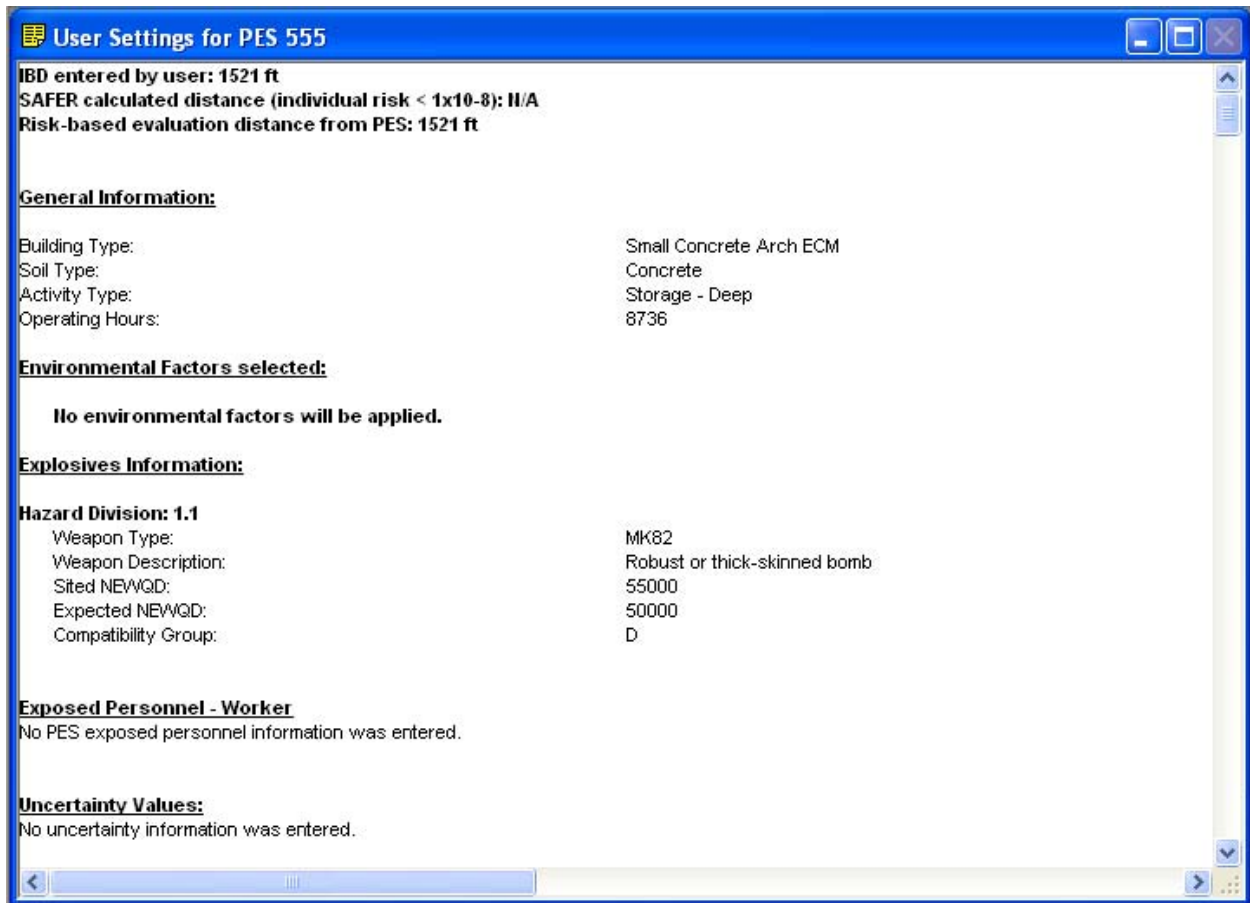 User Settings for PES 555
IBD entered by user: 1521 ft
SAFER calculated distance (individual risk < 1x10-8): N/A
Risk-based evaluation distance from PES: 1521 ft
General Information:
Building Type: Small Concrete Arch ECM
Soil Type: Concrete
Activity Type: Storage - Deep
Operating Hours: 8736
Environmental Factors selected:
No environmental factors will be applied.
Explosives Information:
Hazard Division: 1.1
Weapon Type: MK82
Weapon Description: Robust or thick-skinned bomb
Sited NEWQD: 55000
Expected NEWQD: 50000
Compatibility Group: D
Exposed Personnel - Worker
No PES exposed personnel information was entered.
Uncertainty Values:
No uncertainty information was entered.